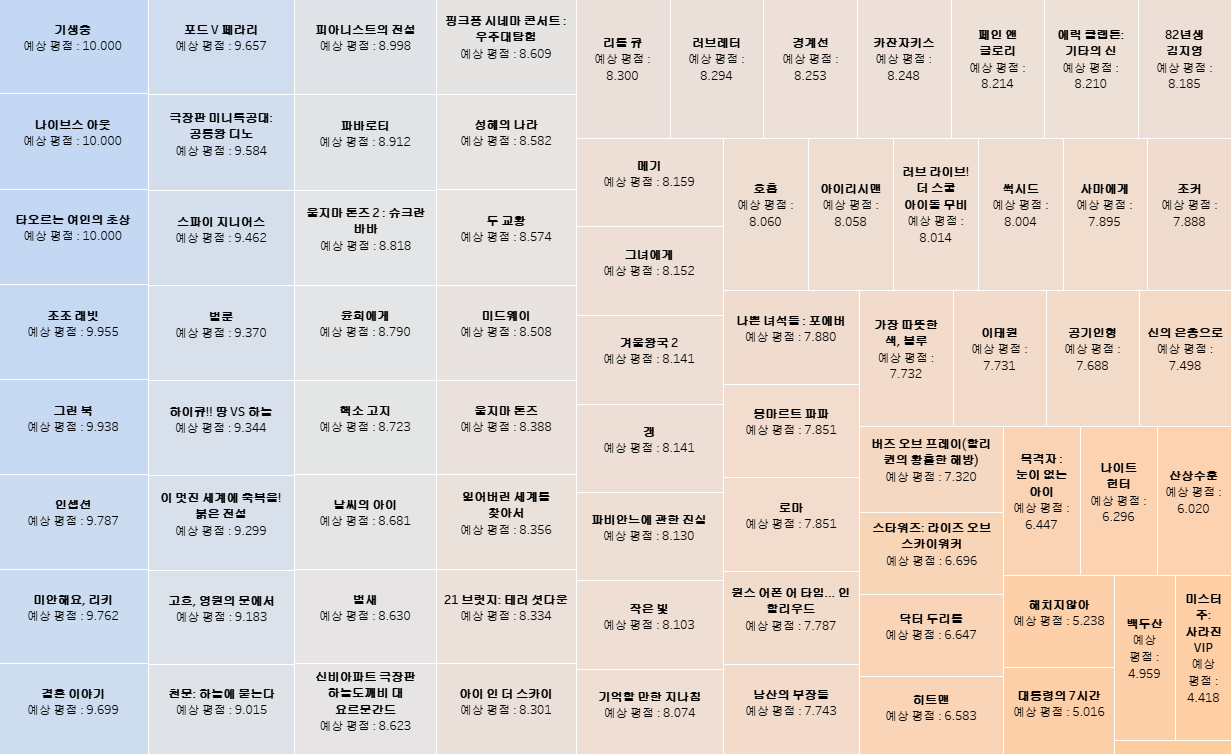 기생충
예상 평점 : 10.000
나이브스 아웃
예상 평점 : 10.000
타오르는 여인의 초상
예상 평점 : 10.000
조조 래빗
예상 평점 : 9.955
그린 북
예상 평점 : 9.938
인셉션
예상 평점 : 9.787
미안해요, 리키
예상 평점 : 9.762
결혼 이야기
예상 평점 : 9.699
포드 V 페라리
예상 평점 : 9.657
극장판 미니특공대:
공룡왕 디노
예상 평점 : 9.584
스파이 지니어스
예상 평점 : 9.462
벌룬
예상 평점 : 9.370
하이큐!! 땅 VS 하늘
예상 평점 : 9.344
이 멋진 세계에 축복을!
붉은 전설
예상 평점 : 9.299
고흐, 영원의 문에서
예상 평점 : 9.183
천문: 하늘에 묻는다
예상 평점 : 9.015
피아니스트의 전설
예상 평점 : 8.998
파바로티
예상 평점 : 8.912
울지마 톤즈 2 : 슈크란
바바
예상 평점 : 8.818
윤희에게
예상 평점 : 8.790
핵소 고지
예상 평점 : 8.723
날씨의 아이
예상 평점 : 8.681
벌새
예상 평점 : 8.630
신비아파트 극장판
하늘도깨비 대
요르문간드
예상 평점 : 8.623
핑크퐁 시네마 콘서트 :
우주대탐험
예상 평점 : 8.609
성혜의 나라
예상 평점 : 8.582
두 교황
예상 평점 : 8.574
미드웨이
예상 평점 : 8.508
울지마 톤즈
예상 평점 : 8.388
잃어버린 세계를
찾아서
예상 평점 : 8.356
21 브릿지: 테러 셧다운
예상 평점 : 8.334
아이 인 더 스카이
예상 평점 : 8.301
리틀 큐
예상 평점 :
8.300
러브레터
예상 평점 :
8.294
경계선
예상 평점 :
8.253
카잔자키스
예상 평점 :
8.248
페인 앤
글로리
예상 평점 :
8.214
에릭 클랩튼:
기타의 신
예상 평점 :
8.210
82년생
김지영
예상 평점 :
8.185
메기
예상 평점 : 8.159
그녀에게
예상 평점 : 8.152
겨울왕국 2
예상 평점 : 8.141
갱
예상 평점 : 8.141
파비안느에 관한 진실
예상 평점 : 8.130
작은 빛
예상 평점 : 8.103
기억할 만한 지나침
예상 평점 : 8.074
호흡
예상 평점 :
8.060
아이리시맨
예상 평점 :
8.058
러브 라이브!
더 스쿨
아이돌 무비
예상 평점 :
8.014
썩시드
예상 평점 :
8.004
사마에게
예상 평점 :
7.895
조커
예상 평점 :
7.888
나쁜 녀석들 : 포에버
예상 평점 : 7.880
몽마르트 파파
예상 평점 : 7.851
로마
예상 평점 : 7.851
원스 어폰 어 타임... 인
할리우드
예상 평점 : 7.787
남산의 부장들
예상 평점 : 7.743
가장 따뜻한
색, 블루
예상 평점 :
7.732
이태원
예상 평점 :
7.731
공기인형
예상 평점 :
7.688
신의 은총으로
예상 평점 :
7.498
버즈 오브 프레이(할리
퀸의 황홀한 해방)
예상 평점 : 7.320
스타워즈: 라이즈 오브
스카이워커
예상 평점 : 6.696
닥터 두리틀
예상 평점 : 6.647
히트맨
예상 평점 : 6.583
목격자 :
눈이 없는
아이
예상 평점 :
6.447
나이트
헌터
예상 평점 :
6.296
산상수훈
예상 평점 :
6.020
해치지않아
예상 평점 : 5.238
대통령의 7시간
예상 평점 : 5.016
백두산
예상
평점 :
4.959
미스터
주:
사라진
VIP
예상
평점 :
4.418